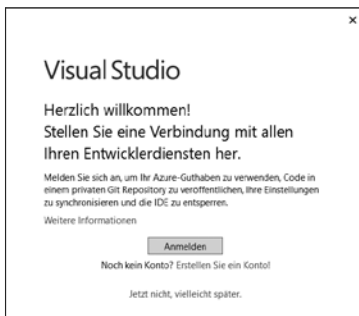 Visual Studio
Herzlich willkommen!
Stellen Sie eine Verbindung mit allen
Ihren Entwicklerdiensten her.
Melden Sie sich an, um Ihr Azure-Guthaben zu verwenden, Code in
einem privaten Git Repository zu veröffentlichen, Ihre Einstellungen
zu synchronisieren und die IDE zu entsperren.
Weitere Informationen
Anmelden
Noch kein Konto? Erstellen Sie ein Konto!
Jetzt nicht, vielleicht später.